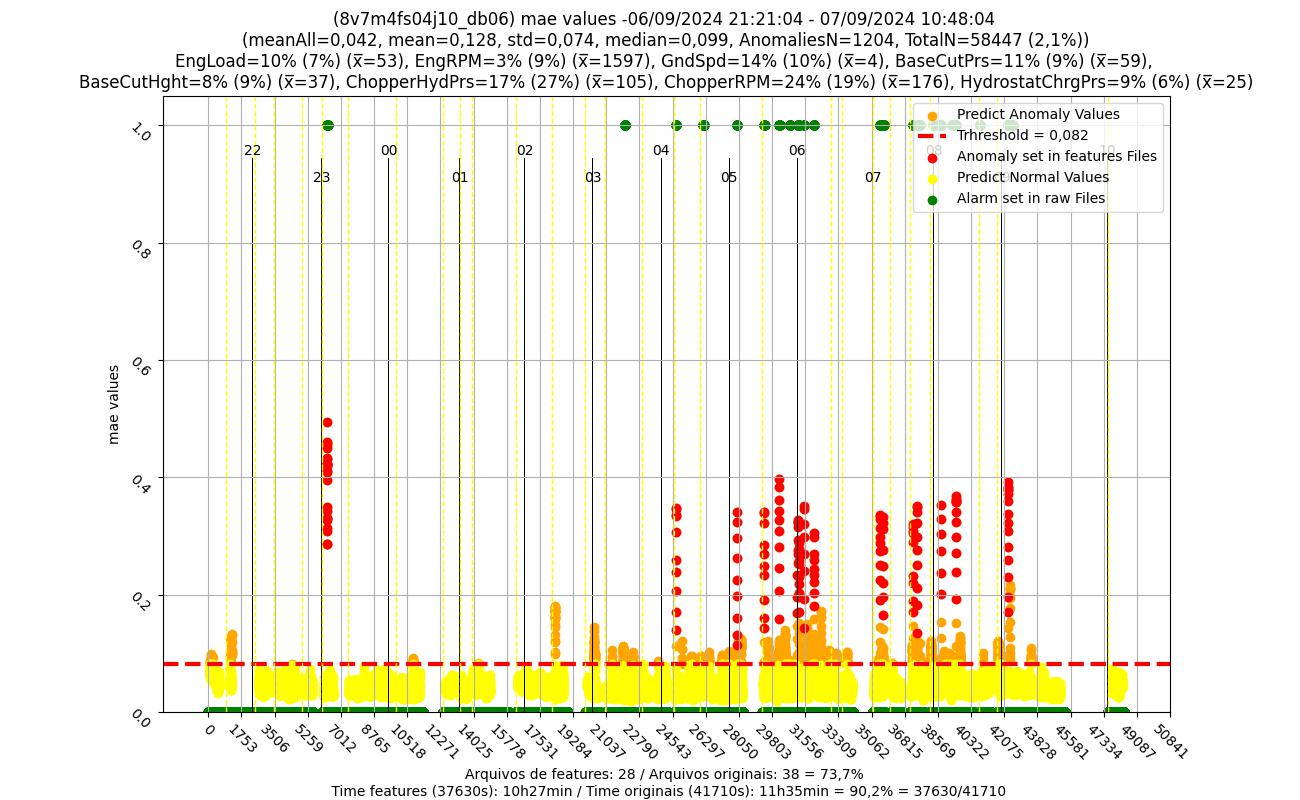 (8v7m4fs04j10_db06) mae values -06/09/2024 21:21:04 - 07/09/2024 10:48:04
(meanAll=0,042, mean=0,128, std=0,074, median=0,099, AnomaliesN=1204, TotalN=58447 (2,1%))
EngLoad=10% (7%) (x̅=53), EngRPM=3% (9%) (x̅=1597), GndSpd=14% (10%) (x̅=4), BaseCutPrs=11% (9%) (x̅=59),
BaseCutHght=8% (9%) (x̅=37), ChopperHydPrs=17% (27%) (x̅=105), ChopperRPM=24% (19%) (x̅=176), HydrostatChrgPrs=9% (6%) (x̅=25)
Predict Anomaly Values
Trhreshold = 0,082
Anomaly set in features Files
Predict Normal Values
Alarm set in raw Files
22 00 02 04 06 08 10
23 01 03 05 07
mae values
1.0
0.8
0.6
0.4
0.2
0.0
0 1753 3506 5259 7012 8765 10518 12271 14025 15778 17531 19284 21037 22790 24543 26297 28050 29803 31556 33309 35062 36815 38569 40322 42075 43828 45581 47334 49087 50841
Arquivos de features: 28 / Arquivos originais: 38 = 73,7%
Time features (37630s): 10h27min / Time originais (41710s): 11h35min = 90,2% = 37630/41710